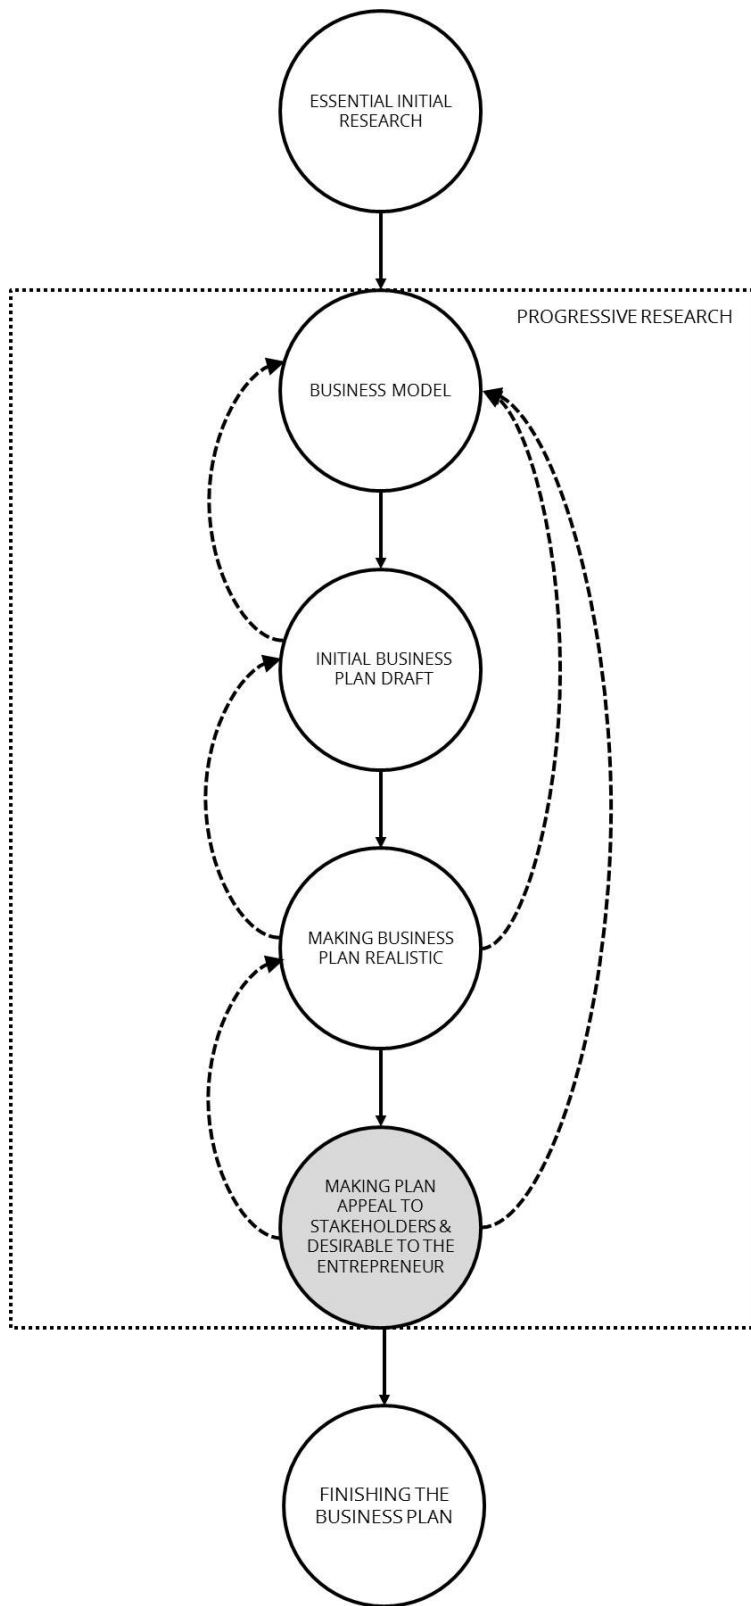 ESSENTIAL INITIAL
RESEARCH
PROGRESSIVE RESEARCH
BUSINESS MODEL
INITIAL BUSINESS
PLAN DRAFT
MAKING BUSINESS
PLAN REALISTIC
MAKING PLAN
APPEAL TO
STAKEHOLDERS &
DESIRABLE TO THE
ENTREPRENEUR
FINISHING THE
BUSINESS PLAN